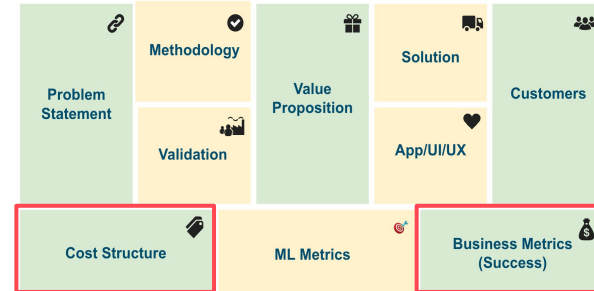 Problem
Statement
Methodology
Validation
Value
Proposition
Solution
App/UI/UX
Customers
Cost Structure
ML Metrics
Business Metrics
(Success)
$